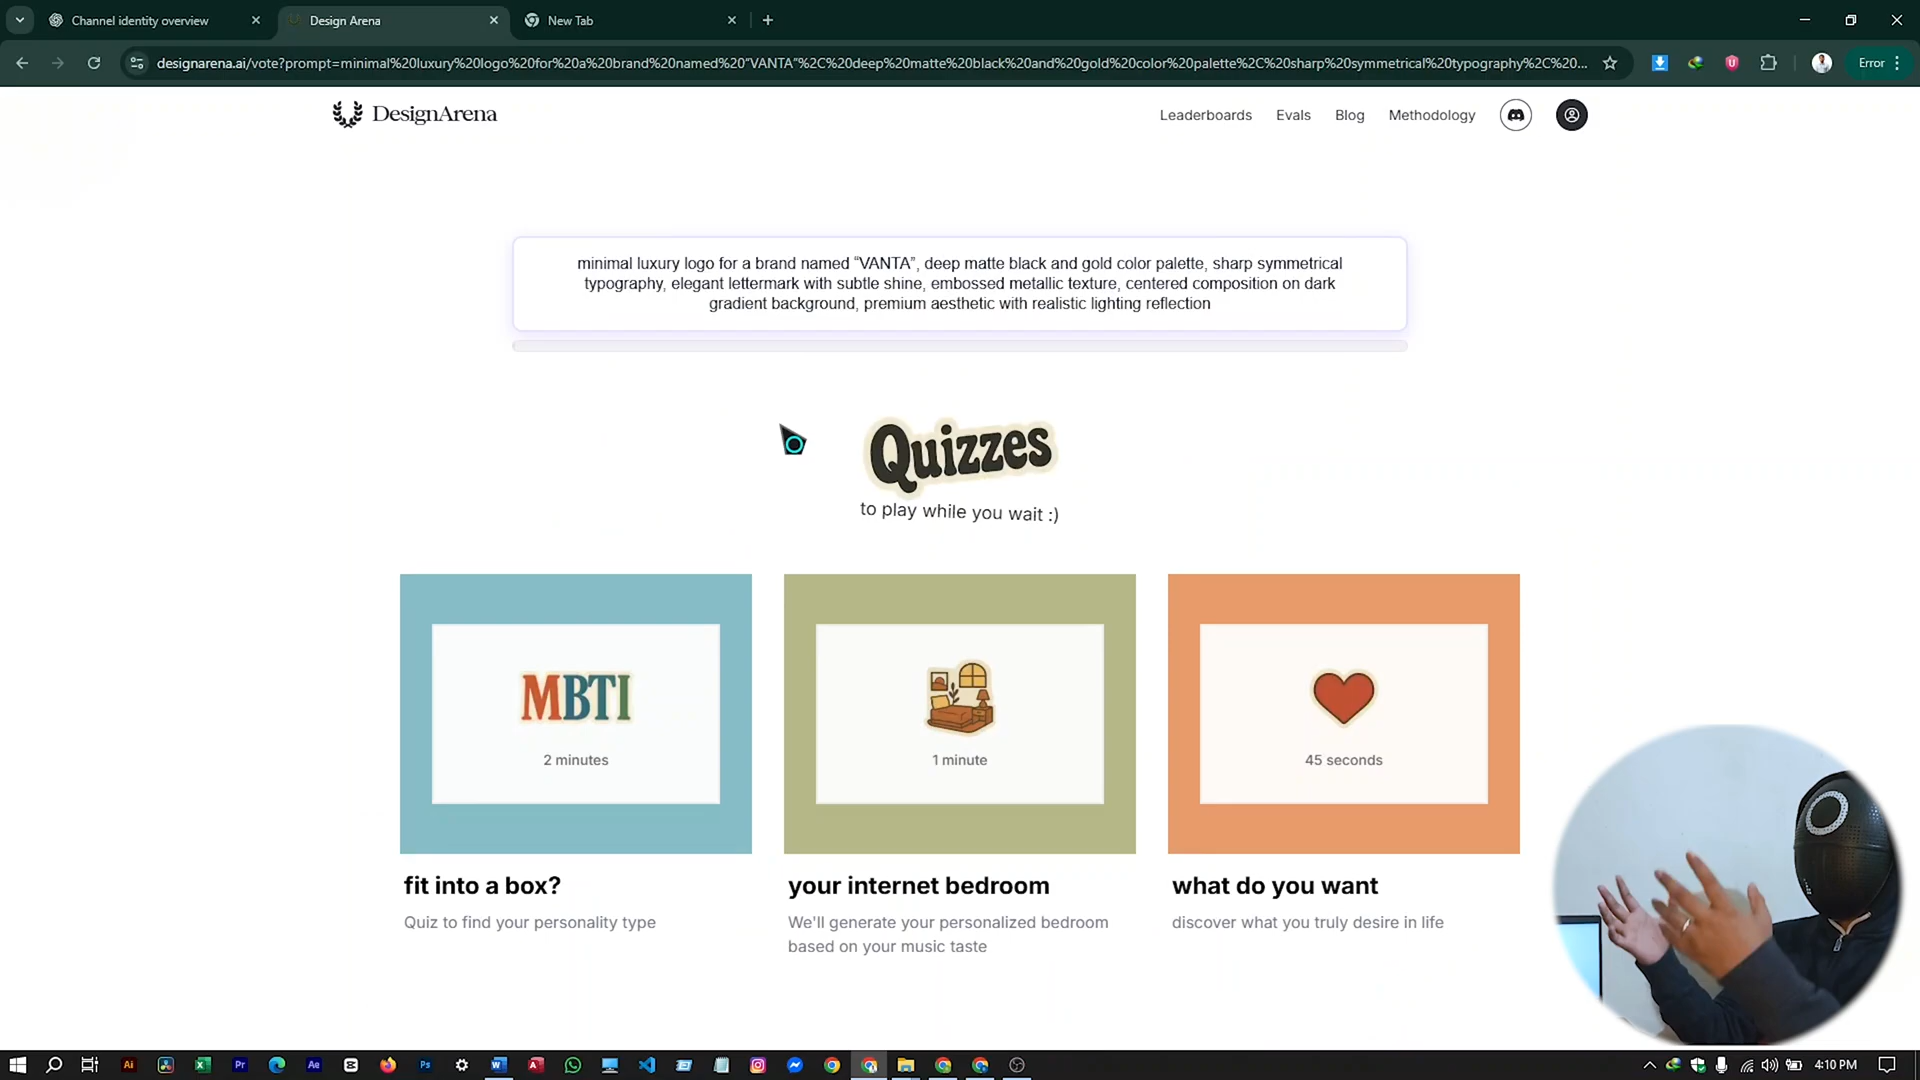 Channel identity overview
Design Arena
New Tab
designarena.ai/vote?prompt=minimal%20luxury%20logo%20for%20a%20brand%20named%20"VANTA"%2C%20deep%20matte%20black%20and%20gold%20color%20palette%2C%20sharp%20symmetrical%20typography%2C%20...
Error
DesignArena
Leaderboards
Evals
Blog
Methodology
minimal luxury logo for a brand named “VANTA”, deep matte black and gold color palette, sharp symmetrical
typography, elegant lettermark with subtle shine, embossed metallic texture, centered composition on dark
gradient background, premium aesthetic with realistic lighting reflection
Quizzes
to play while you wait :)
MBTI
2 minutes
1 minute
45 seconds
fit into a box?
Quiz to find your personality type
your internet bedroom
We'll generate your personalized bedroom
based on your music taste
what do you want
discover what you truly desire in life
Ai
Pr
Ae
Ps
4:10 PM